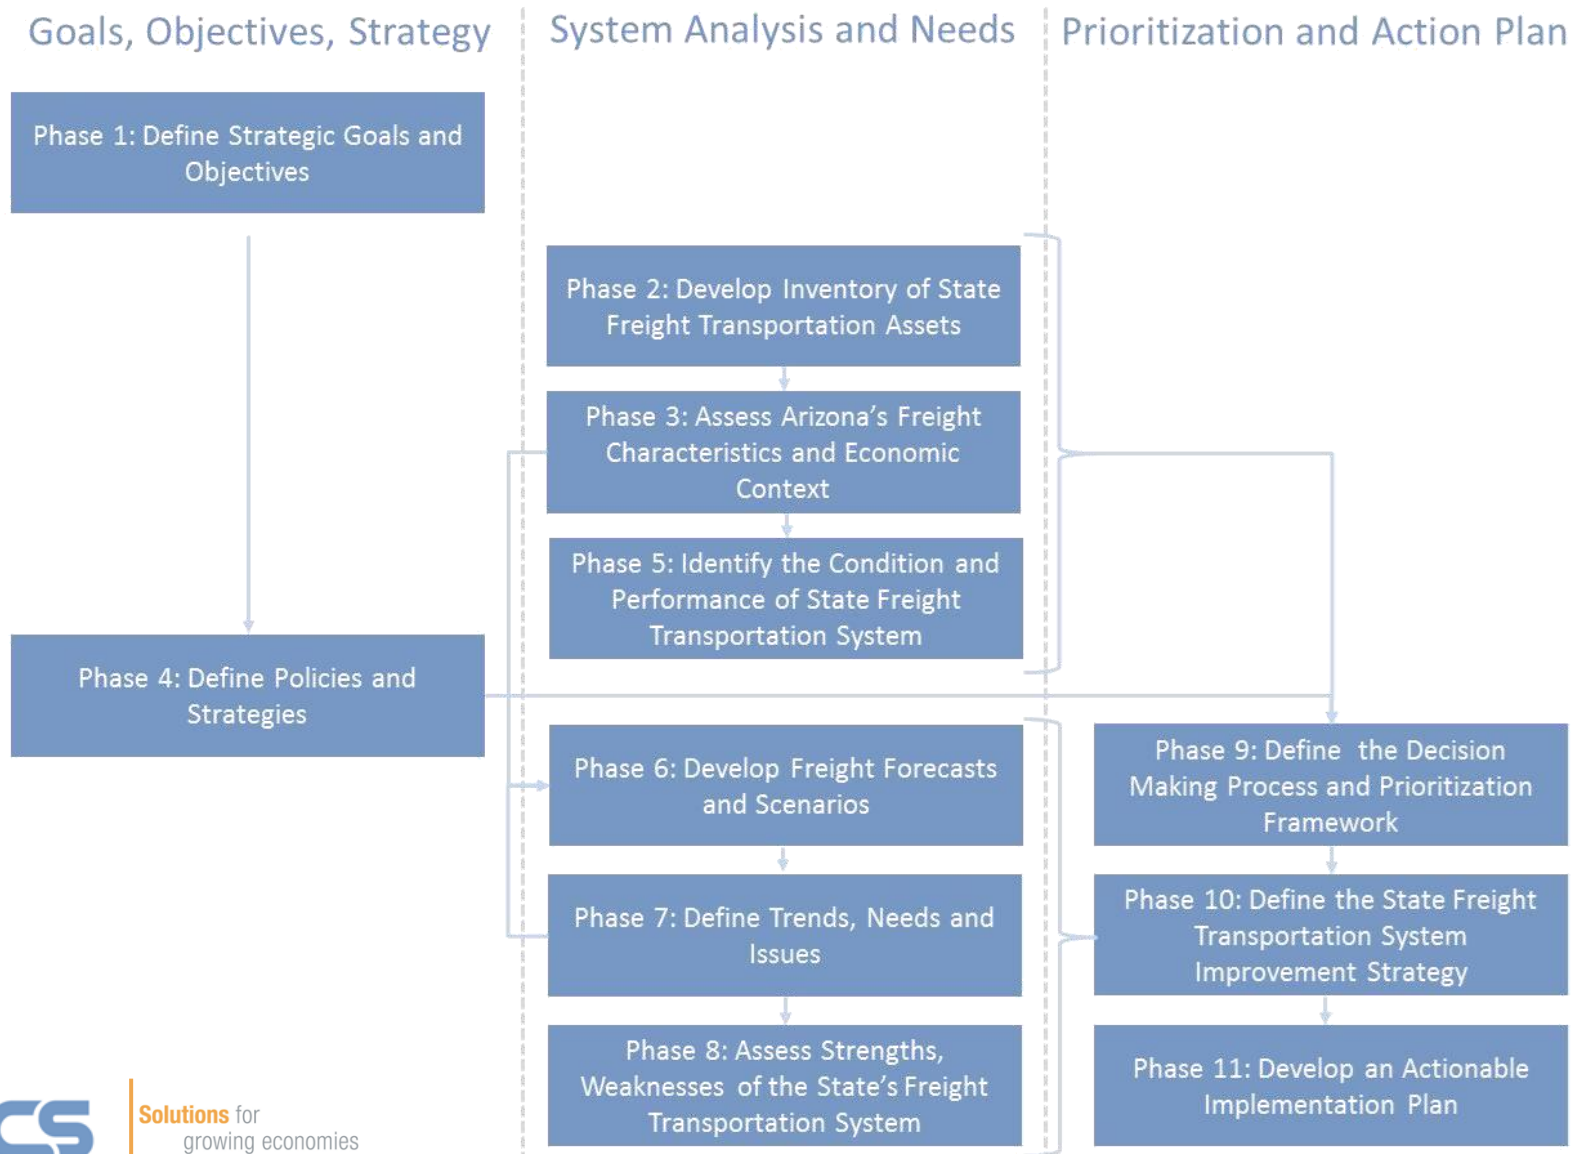 Goals, Objectives, Strategy
System Analysis and Needs
Prioritization and Action Plan
Phase 1: Define Strategic Goals and
Objectives
Phase 2: Develop Inventory of State
Freight Transportation Assets
Phase 3: Assess Arizona's Freight
Characteristics and Economic
Context
Phase 5: Identify the Condition and
Performance of State Freight
Transportation System
Phase 4: Define Policies and
Strategies
Phase 6: Develop Freight Forecasts
and Scenarios
Phase 7: Define Trends, Needs and
Issues
Phase 8: Assess Strengths,
Weaknesses of the State's Freight
Transportation System
Phase 9: Define the Decision
Making Process and Prioritization
Framework
Phase 10: Define the State Freight
Transportation System
Improvement Strategy
Phase 11: Develop an Actionable
Implementation Plan
CS
Solutions for
growing economies